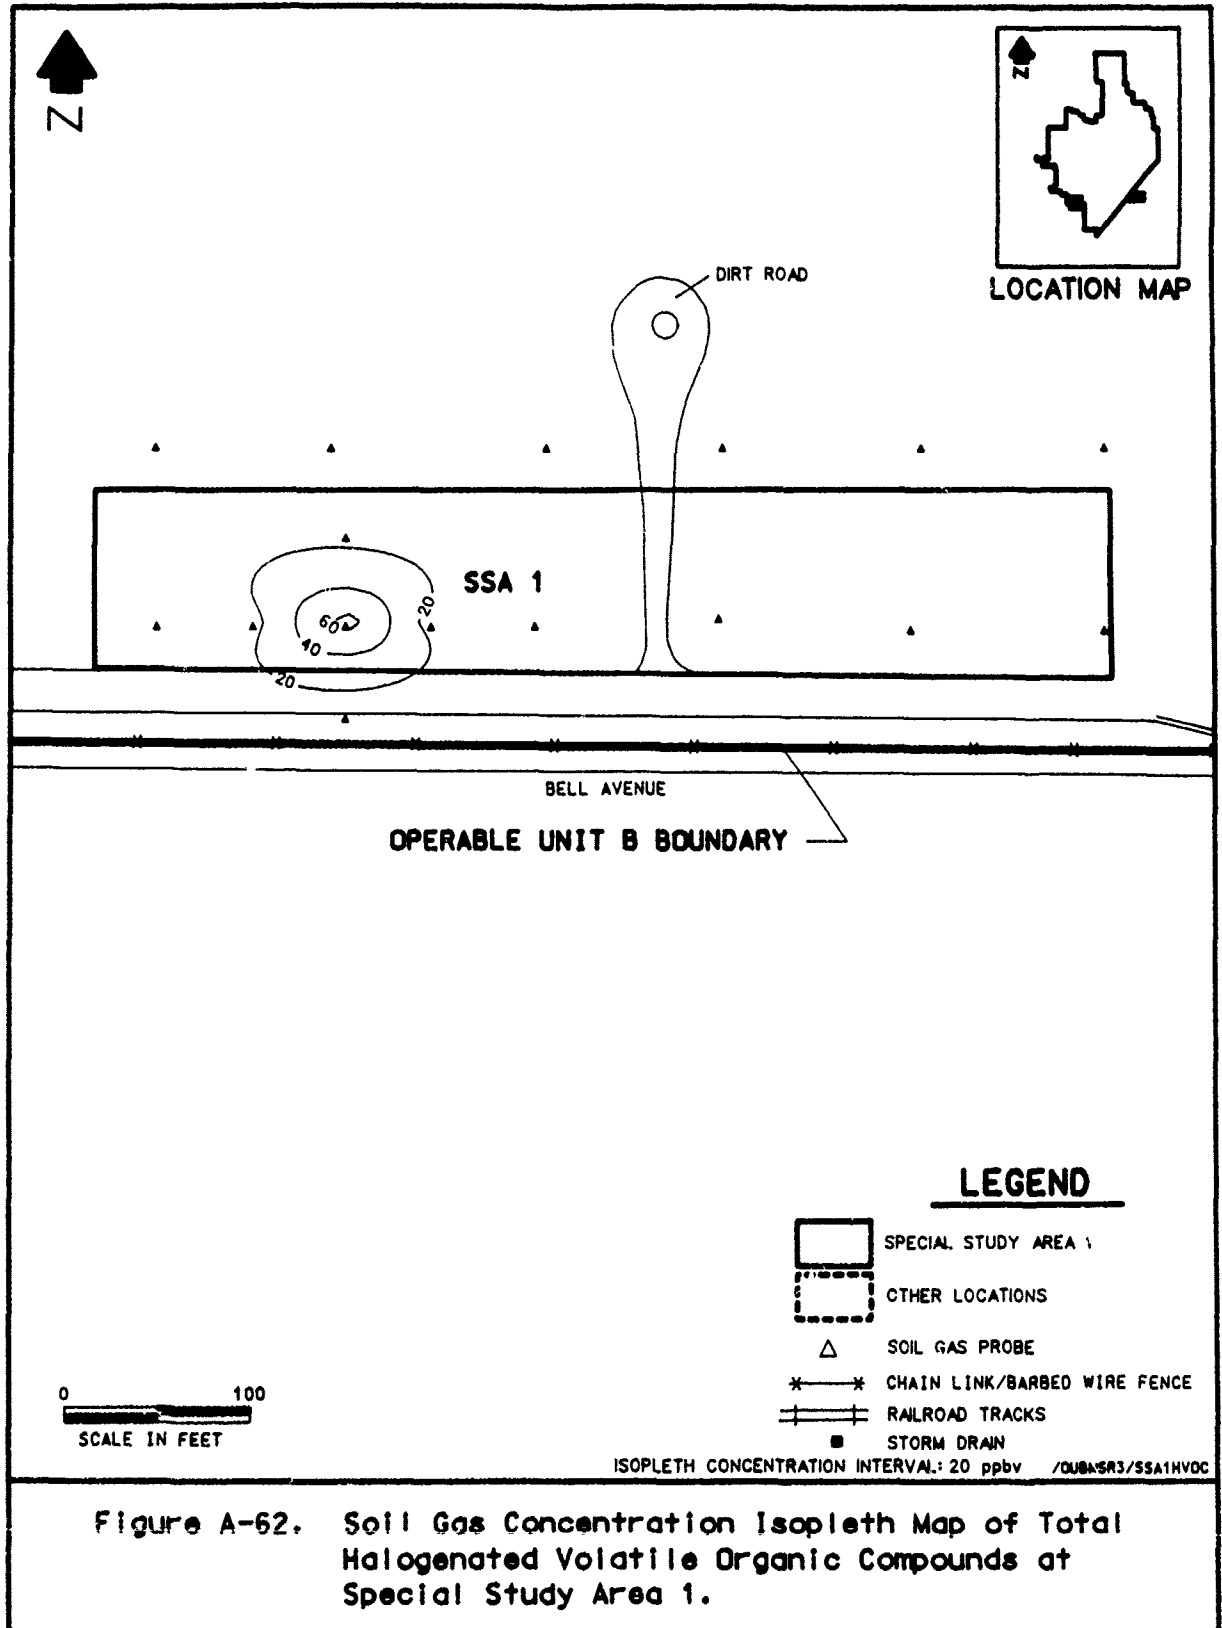 N
N
LOCATION MAP
DIRT ROAD
SSA 1
20
60
40
20
BELL AVENUE
OPERABLE UNIT B BOUNDARY
LEGEND
SPECIAL STUDY AREA 1
OTHER LOCATIONS
SOIL GAS PROBE
CHAIN LINK/BARBED WIRE FENCE
RAILROAD TRACKS
STORM DRAIN
0 100
SCALE IN FEET
ISOPLETH CONCENTRATION INTERVAL: 20 ppbv
Figure A-62. Soil Gas Concentration Isopleth Map of Total
Halogenated Volatile Organic Compounds at
Special Study Area 1.